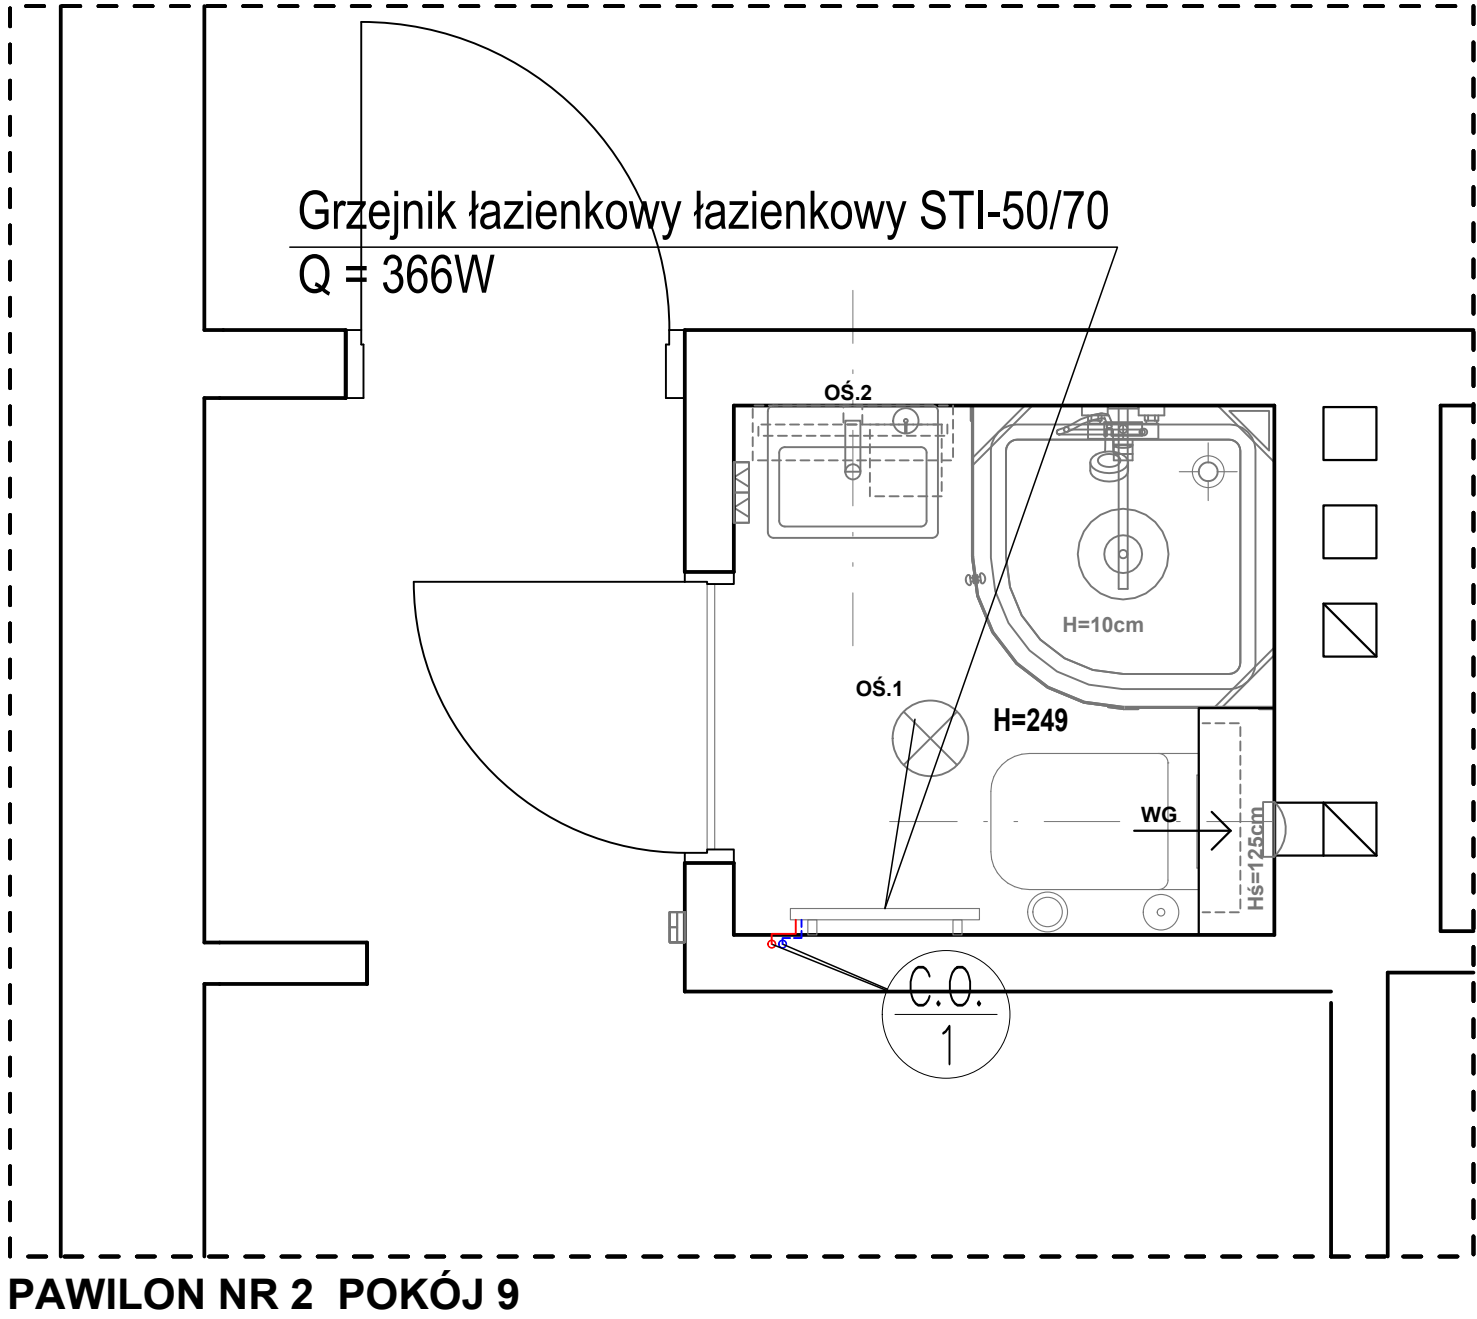 Grzejnik łazienkowy łazienkowy STI-50/70
Q = 366W
OŚ.2
H=10cm
OŚ.1
H=249
WG
Hś=125cm
C.O.
1
PAWILON NR 2 POKÓJ 9